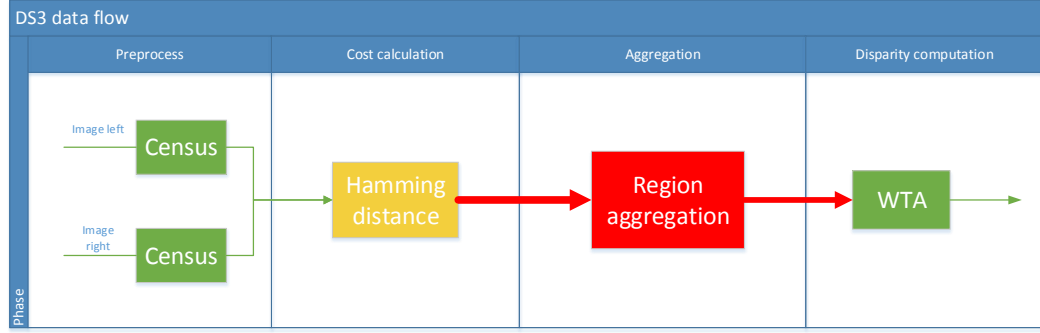 DS3 data flow
Preprocess
Cost calculation
Aggregation
Disparity computation
Image left
Census
Image
right
Census
Hamming
distance
Region
aggregation
WTA
Phase